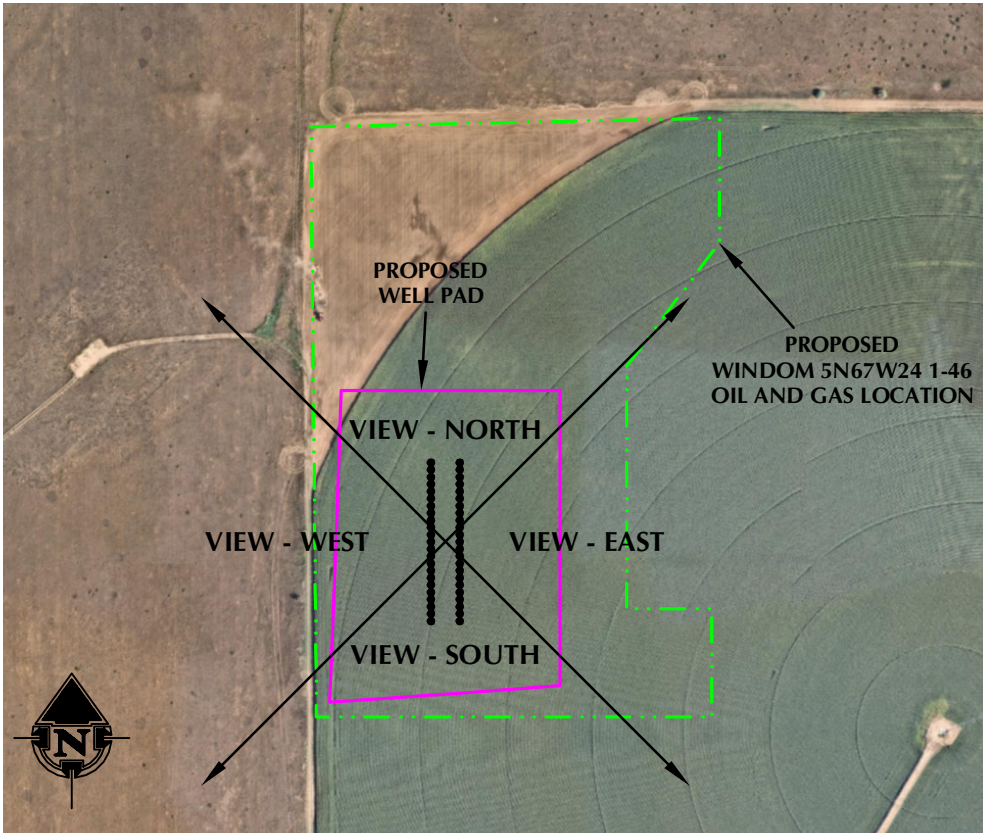 PROPOSED
WELL PAD
PROPOSED
WINDOM 5N67W24 1-46
OIL AND GAS LOCATION
VIEW - NORTH
VIEW - WEST
VIEW - EAST
VIEW - SOUTH
N